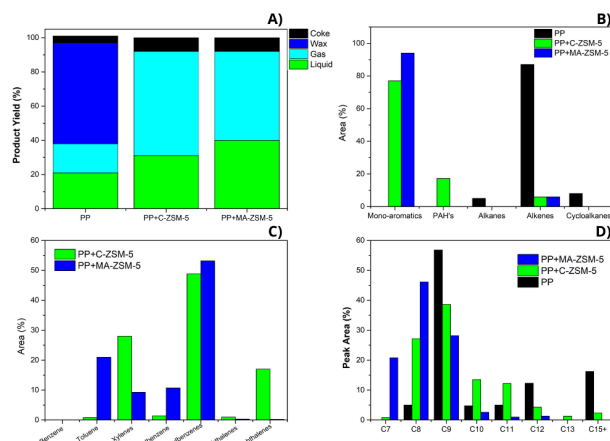 A)
Product Yield (%)
100
80
60
40
20
0
PP
PP+C-ZSM-5
PP+MA-ZSM-5
Coke
Wax
Gas
Liquid
B)
Area (%)
100
80
60
40
20
0
Mono-aromatics
PAH's
Alkanes
Alkenes
Cycloalkanes
PP
PP+C-ZSM-5
PP+MA-ZSM-5
C)
Area (%)
60
50
40
30
20
10
0
Benzene
Toluene
Xylenes
PP+C-ZSM-5
PP+MA-ZSM-5
D)
Peak Area (%)
60
50
40
30
20
10
0
C7
C8
C9
C10
C11
C12
C13
C15+
PP+MA-ZSM-5
PP+C-ZSM-5
PP